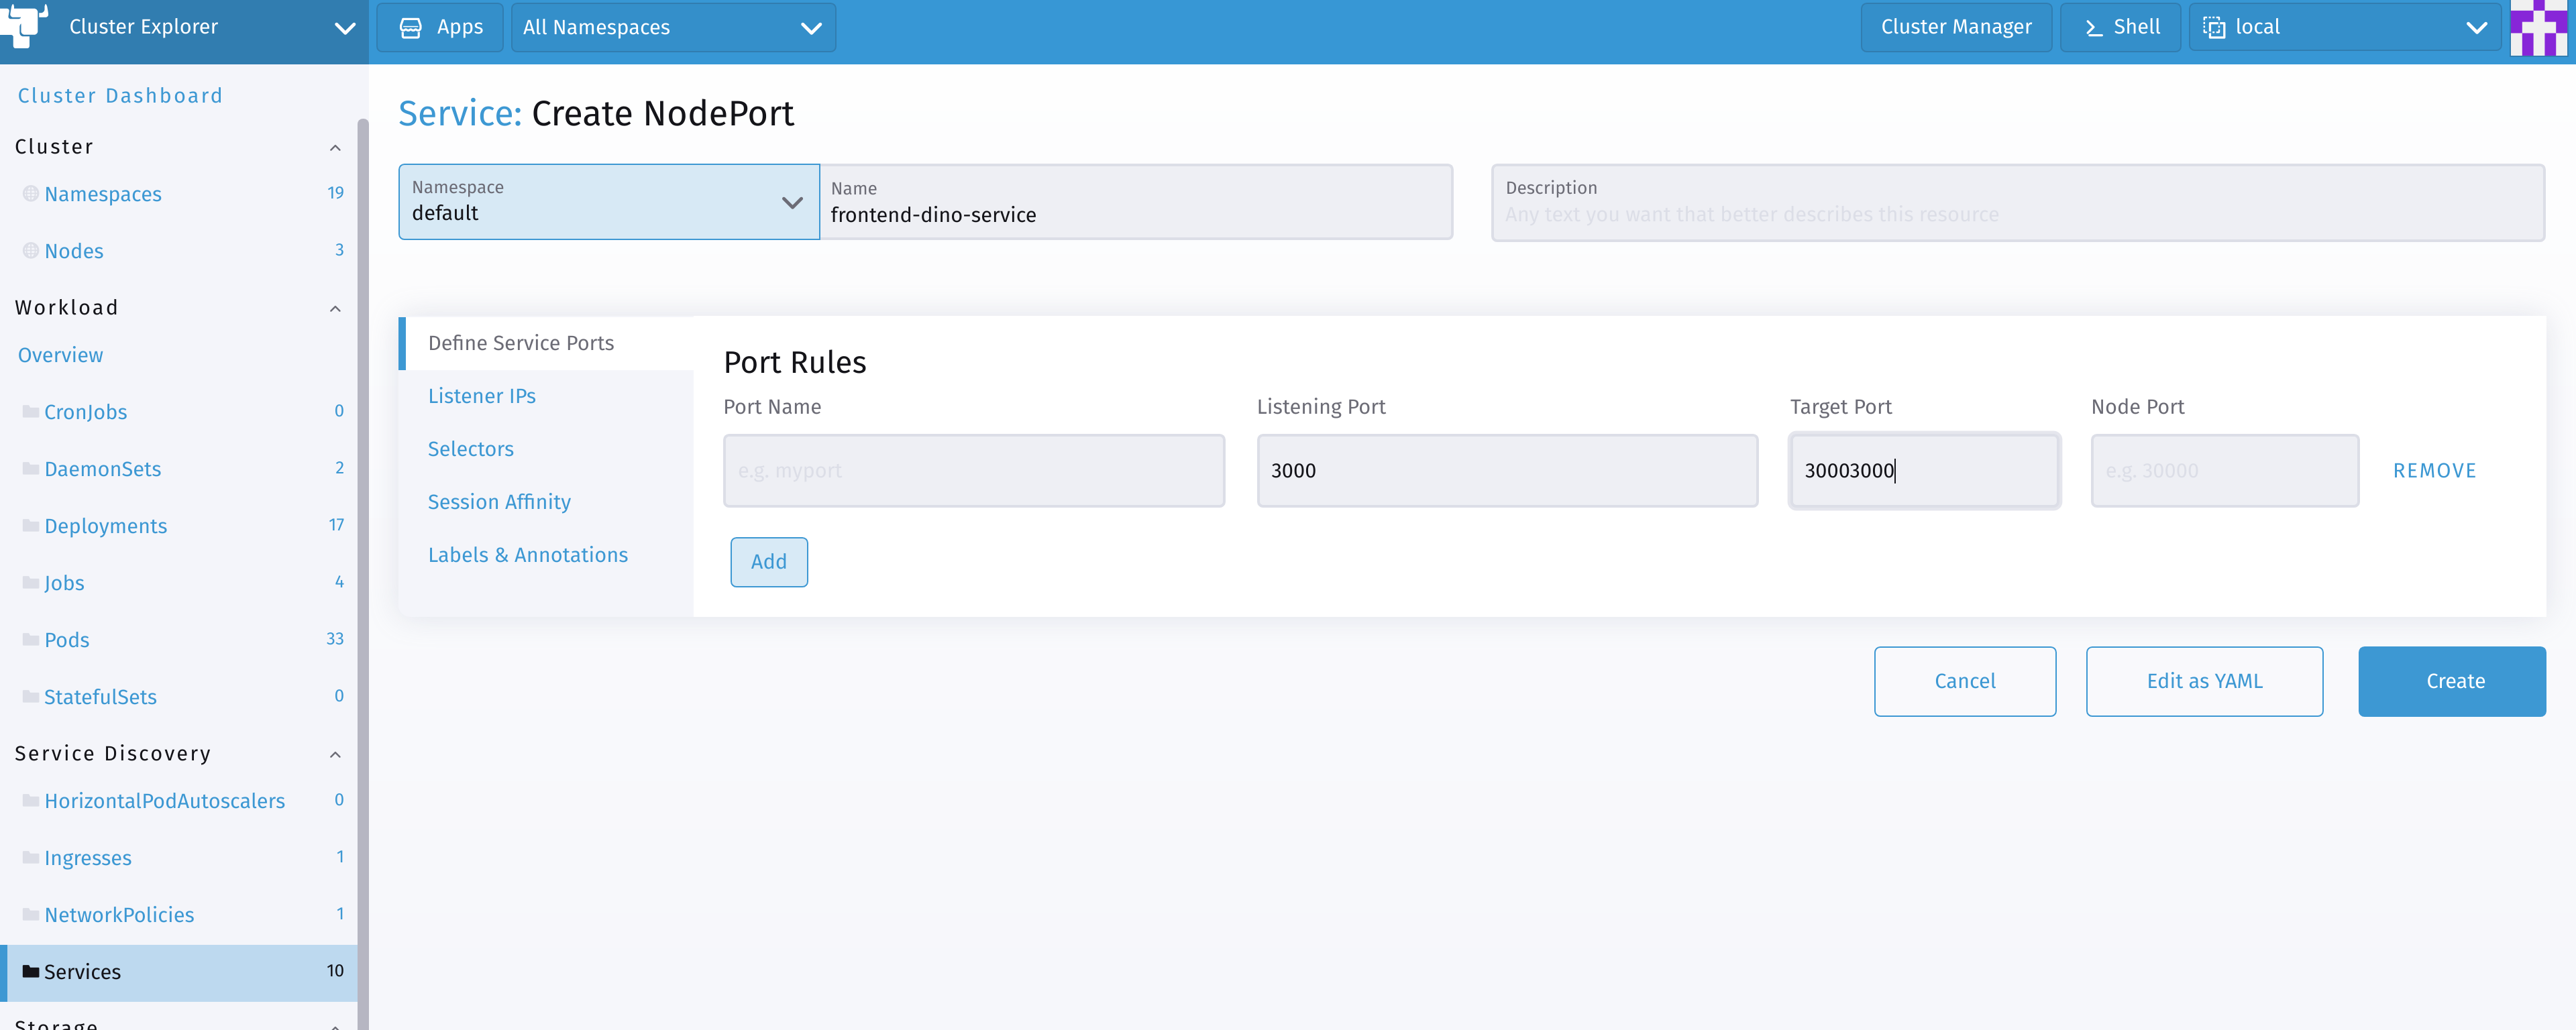 Cluster Explorer
Apps
All Namespaces
Cluster Manager
Shell
local
Cluster Dashboard
Cluster
Namespaces 19
Nodes 3
Workload
Overview
CronJobs 0
DaemonSets 2
Deployments 17
Jobs 4
Pods 33
StatefulSets 0
Service Discovery
HorizontalPodAutoscalers 0
Ingresses 1
NetworkPolicies 1
Services 10
Storage
Service: Create NodePort
Namespace
default
Name
frontend-dino-service
Description
Any text you want that better describes this resource
Define Service Ports
Listener IPs
Selectors
Session Affinity
Labels & Annotations
Port Rules
Port Name Listening Port Target Port Node Port
e.g. myport 3000 30003000 e.g. 30000 REMOVE
Add
Cancel Edit as YAML Create